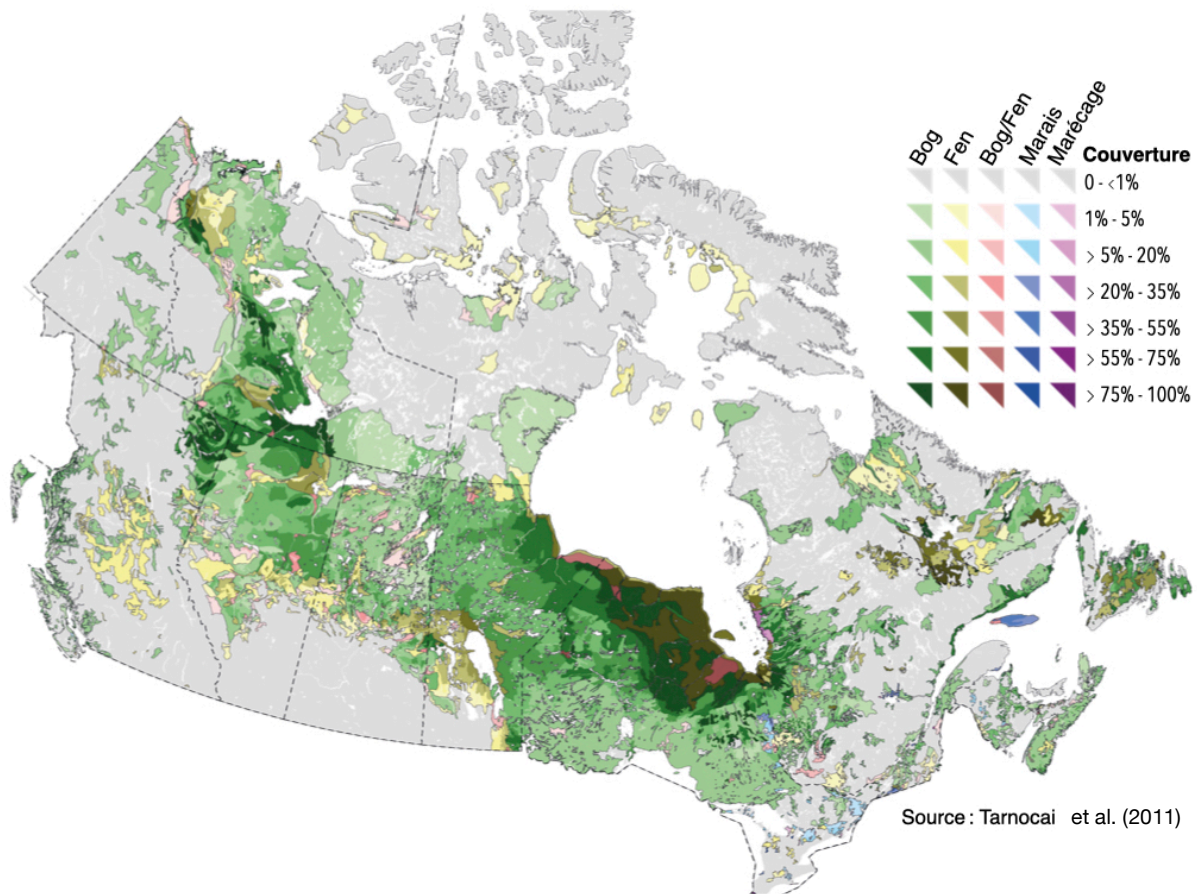 Bog
Fen
Bog/Fen
Marais
Marécage
Couverture
0 - <1%
1% - 5%
> 5% - 20%
> 20% - 35%
> 35% - 55%
> 55% - 75%
> 75% - 100%
Source : Tarnocai et al. (2011)